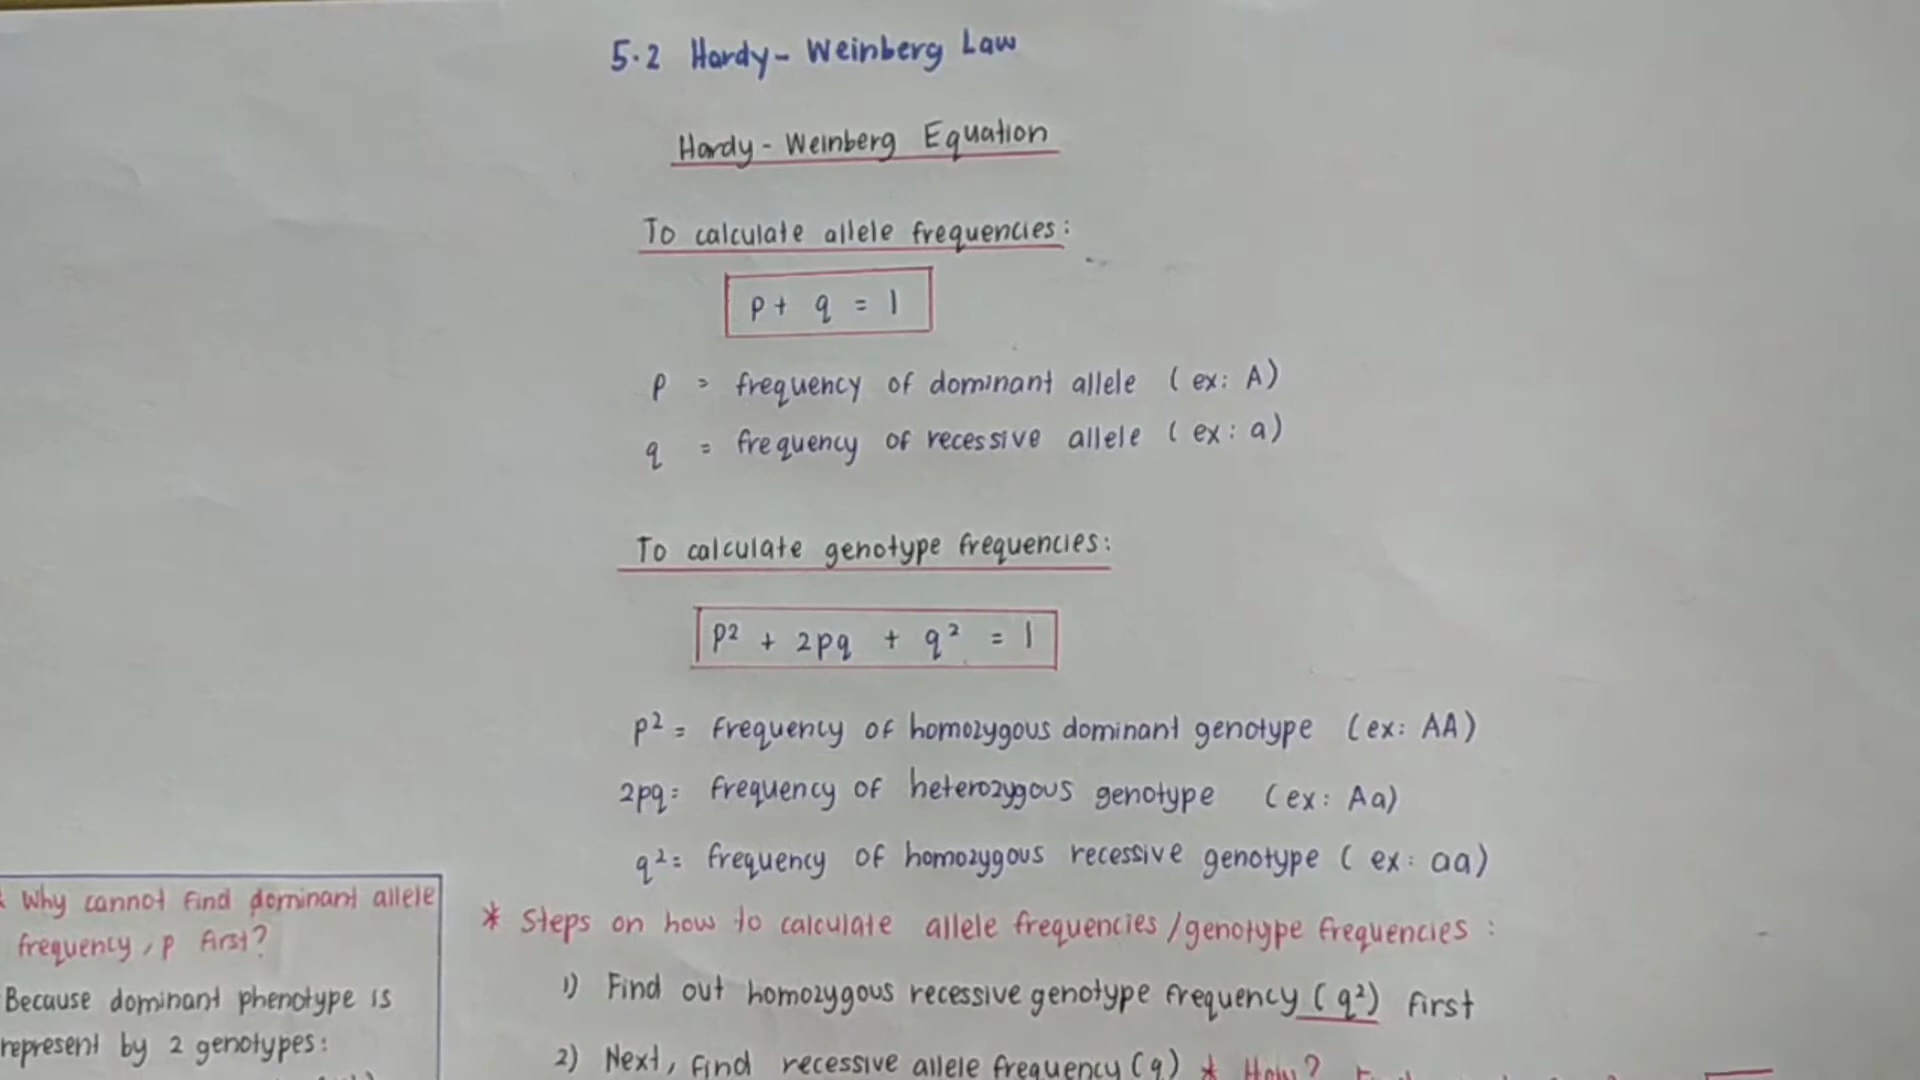 5.2 Hardy-Weinberg Law
Hardy-Weinberg Equation
To calculate allele frequencies:
p + q = 1
p = frequency of dominant allele (ex: A)
q = frequency of recessive allele (ex: a)
To calculate genotype frequencies:
p² + 2pq + q² = 1
p² = frequency of homozygous dominant genotype (ex: AA)
2pq = frequency of heterozygous genotype (ex: Aa)
q² = frequency of homozygous recessive genotype (ex: aa)
* Steps on how to calculate allele frequencies/genotype frequencies:
1) Find out homozygous recessive genotype frequency (q²) first
2) Next, find recessive allele frequency (q) * How?
Why cannot find dominant allele
frequency, p first?
Because dominant phenotype is
represent by 2 genotypes: